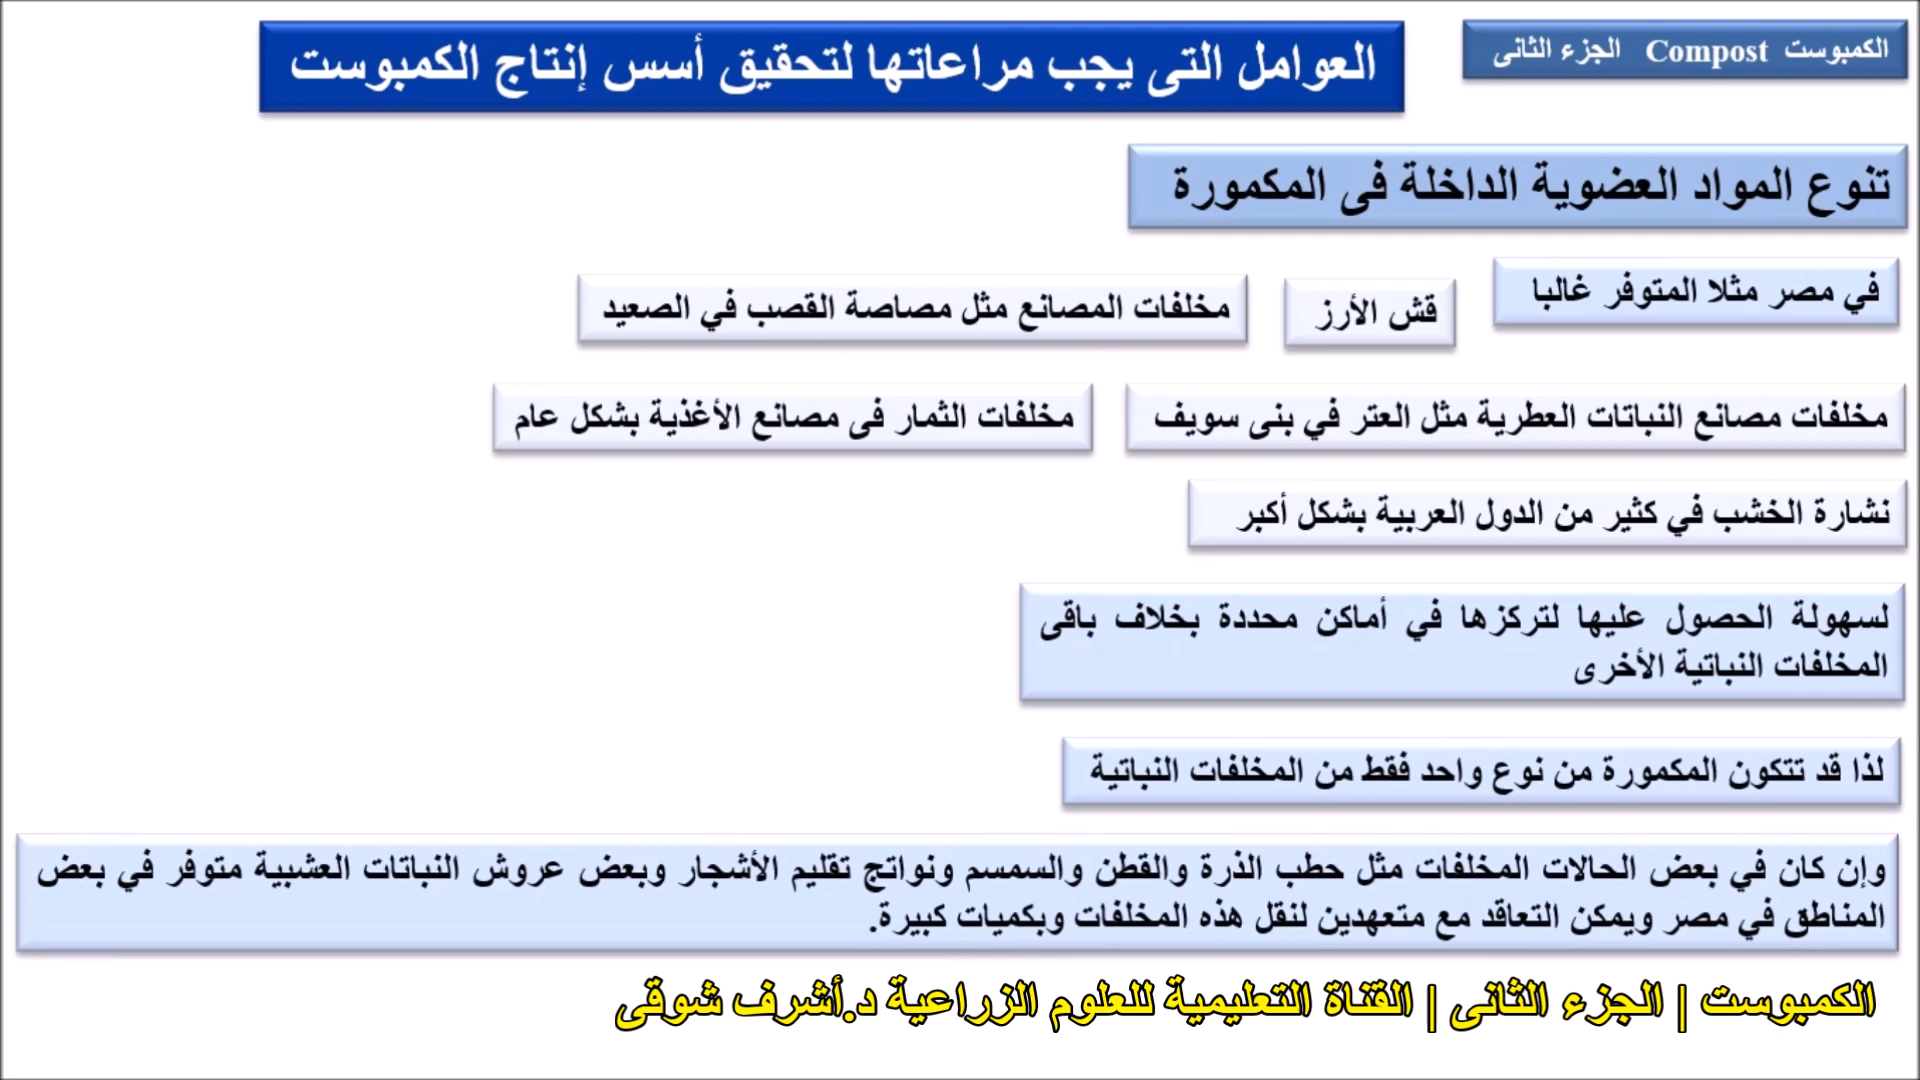 الكمبوست Compost الجزء الثانى
العوامل التى يجب مراعاتها لتحقيق أسس إنتاج الكمبوست
تنوع المواد العضوية الداخلة فى المكمورة
في مصر مثلا المتوفر غالبا
قش الأرز
مخلفات المصانع مثل مصاصة القصب في الصعيد
مخلفات مصانع النباتات العطرية مثل العتر في بنى سويف
مخلفات الثمار فى مصانع الأغذية بشكل عام
نشارة الخشب في كثير من الدول العربية بشكل أكبر
لسهولة الحصول عليها لتركزها في أماكن محددة بخلاف باقى
المخلفات النباتية الأخرى
لذا قد تتكون المكمورة من نوع واحد فقط من المخلفات النباتية
وإن كان في بعض الحالات المخلفات مثل حطب الذرة والقطن والسمسم ونواتج تقليم الأشجار وبعض عروش النباتات العشبية متوفر في بعض
المناطق في مصر ويمكن التعاقد مع متعهدين لنقل هذه المخلفات وبكميات كبيرة.
الكمبوست | الجزء الثانى | القناة التعليمية للعلوم الزراعية د.أشرف شوقى